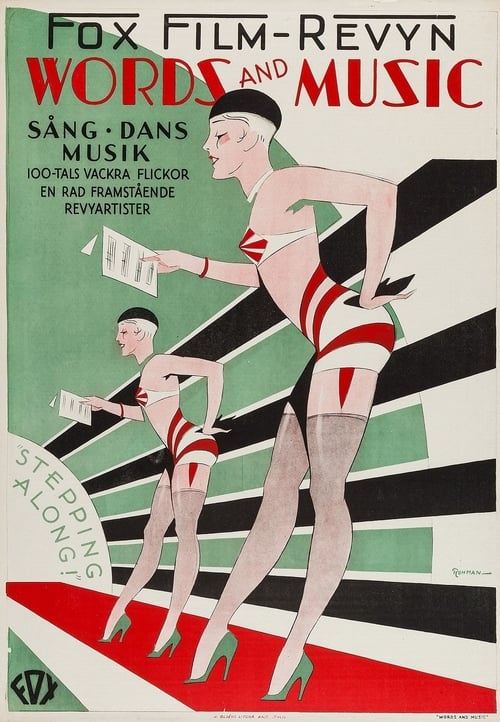 FOX FILM-REVYN
WORDS AND MUSIC
SÅNG · DANS
MUSIK
100-TALS VACKRA FLICKOR
EN RAD FRAMSTÅENDE
REVYARTISTER
"STEPPING
ALONG!"
ROHMAN
FOX
"WORDS AND MUSIC"